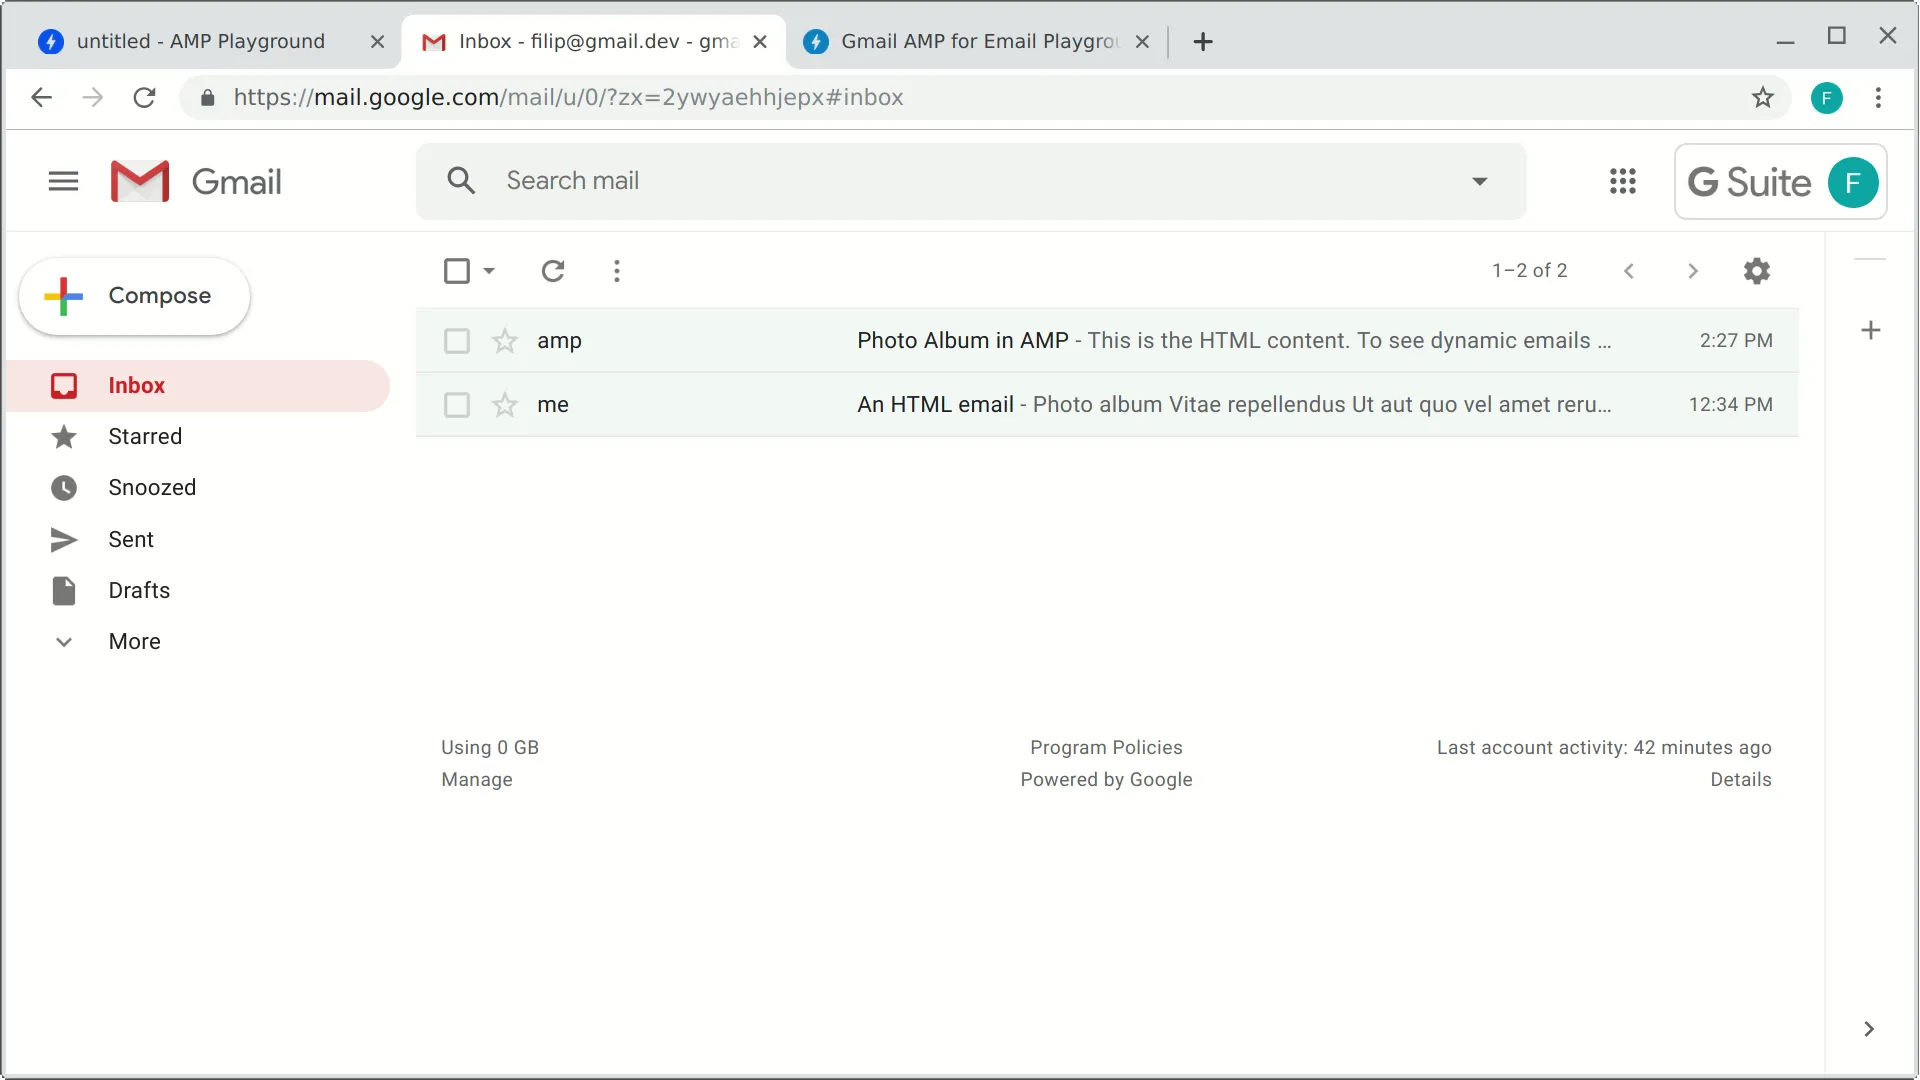 untitled - AMP Playground
Inbox - filip@gmail.dev - gma
Gmail AMP for Email Playgrou
https://mail.google.com/mail/u/0/?zx=2ywyaehhjepx#inbox
F
Gmail
Search mail
G Suite
F
Compose
1–2 of 2
amp
Photo Album in AMP - This is the HTML content. To see dynamic emails ...
2:27 PM
me
An HTML email - Photo album Vitae repellendus Ut aut quo vel amet reru...
12:34 PM
Inbox
Starred
Snoozed
Sent
Drafts
More
Using 0 GB
Manage
Program Policies
Powered by Google
Last account activity: 42 minutes ago
Details